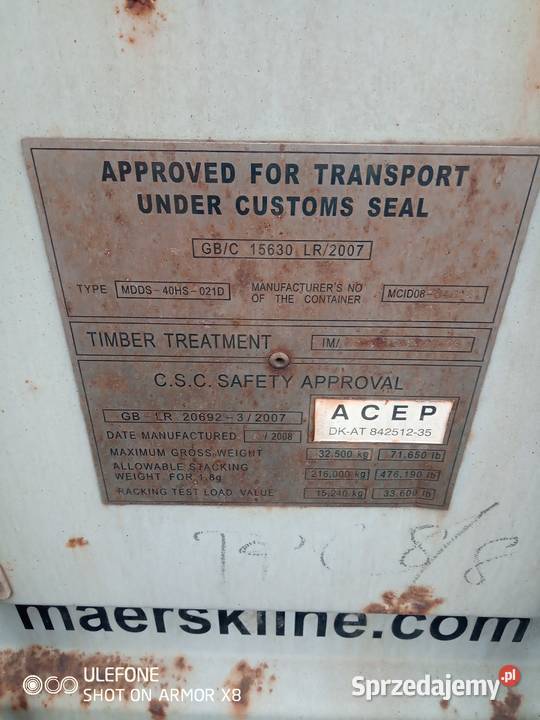 APPROVED FOR TRANSPORT
UNDER CUSTOMS SEAL
GB/C 15630 LR/2007
TYPE MDDS-40HS-021D MANUFACTURER'S NO
OF THE CONTAINER MCID08-
TIMBER TREATMENT IM/
C.S.C. SAFETY APPROVAL
GB-LR 20692-3/2007
ACEP
DK-AT 842512-35
DATE MANUFACTURED /2008
MAXIMUM GROSS WEIGHT 32.500 kg 71.650 lb
ALLOWABLE STACKING
WEIGHT FOR 1.8g 216,000 kg 476,190 lb
RACKING TEST LOAD VALUE 15,240 kg 33,600 lb
maerskline.com
ULEFONE
SHOT ON ARMOR X8
Sprzedajemy.pl